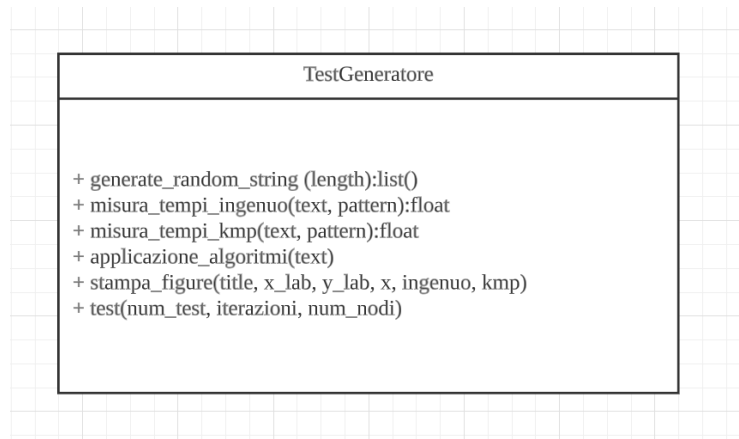 TestGeneratore
+ generate_random_string (length):list()
+ misura_tempi_ingenuo(text, pattern):float
+ misura_tempi_kmp(text, pattern):float
+ applicazione_algoritmi(text)
+ stampa_figure(title, x_lab, y_lab, x, ingenuo, kmp)
+ test(num_test, iterazioni, num_nodi)